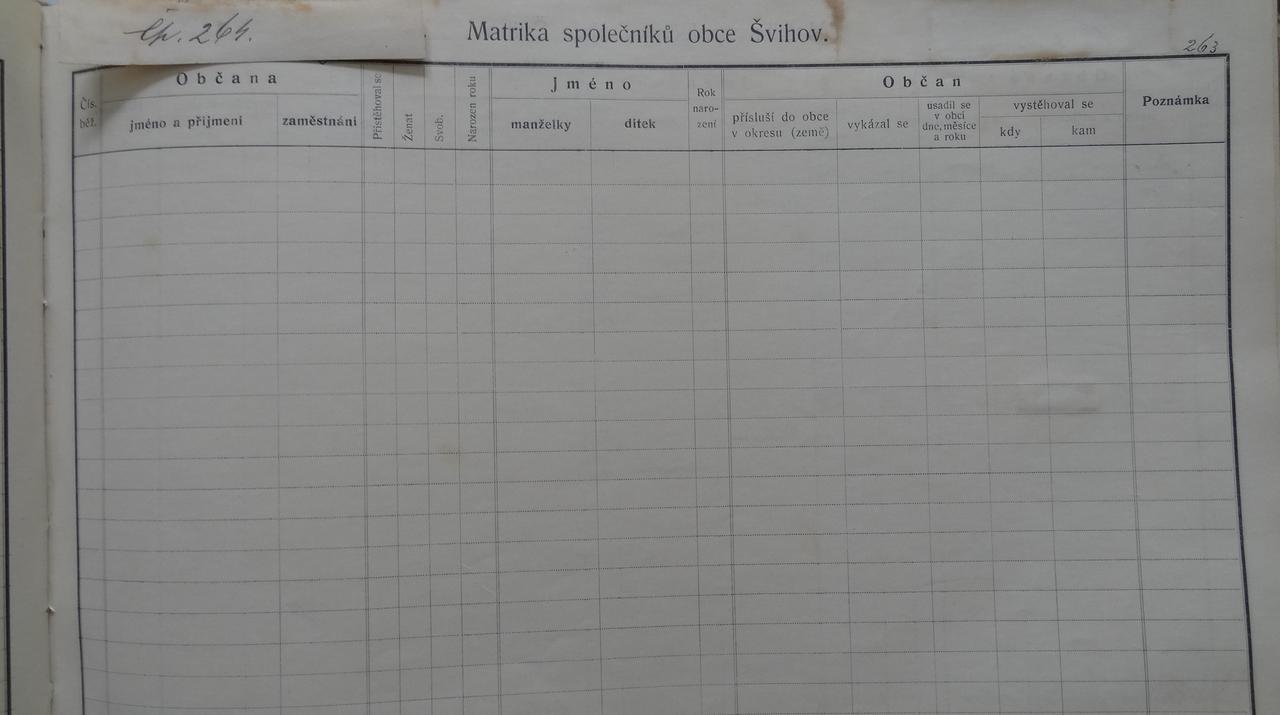 čp. 264.
Matrika společníků obce Švihov.
263
Čís. běž.
Občana
jméno a příjmení
zaměstnání
Přistěhoval se
Ženat
Svob.
Narozen roku
Jméno
manželky
dítek
Rok
naro-
zení
Občan
přísluší do obce
v okresu (země)
vykázal se
usadil se
v obci
dne, měsíce
a roku
vystěhoval se
kdy
kam
Poznámka